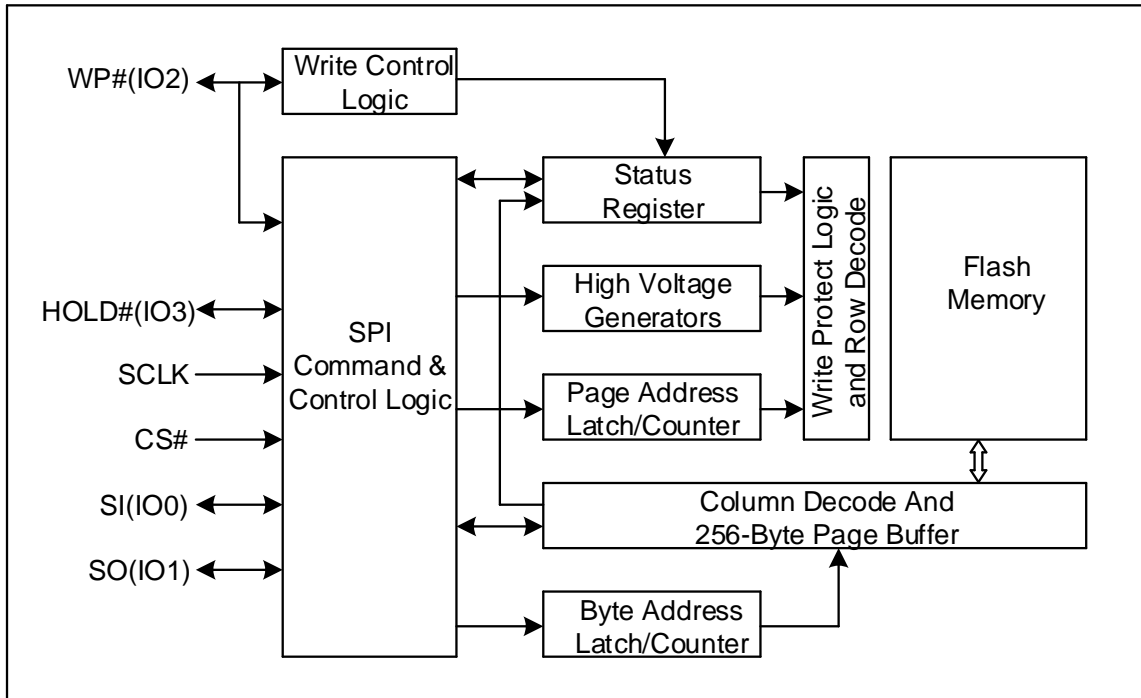 WP#(IO2)
Write Control
Logic
HOLD#(IO3)
SCLK
CS#
SI(IO0)
SO(IO1)
SPI
Command &
Control Logic
Status
Register
High Voltage
Generators
Page Address
Latch/Counter
Write Protect Logic
and Row Decode
Flash
Memory
Column Decode And
256-Byte Page Buffer
Byte Address
Latch/Counter